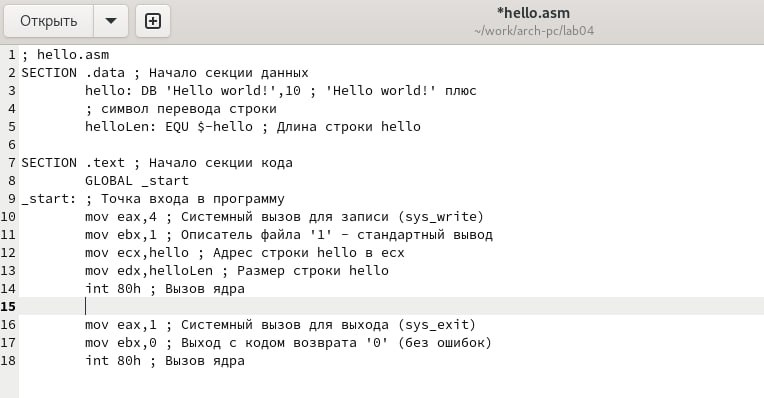 Открыть
*hello.asm
~/work/arch-pc/lab04
1 ; hello.asm
2 SECTION .data ; Начало секции данных
3         hello: DB 'Hello world!',10 ; 'Hello world!' плюс
4         ; символ перевода строки
5         helloLen: EQU $-hello ; Длина строки hello
6
7 SECTION .text ; Начало секции кода
8         GLOBAL _start
9 _start: ; Точка входа в программу
10         mov eax,4 ; Системный вызов для записи (sys_write)
11         mov ebx,1 ; Описатель файла '1' - стандартный вывод
12         mov ecx,hello ; Адрес строки hello в ecx
13         mov edx,helloLen ; Размер строки hello
14         int 80h ; Вызов ядра
15
16         mov eax,1 ; Системный вызов для выхода (sys_exit)
17         mov ebx,0 ; Выход с кодом возврата '0' (без ошибок)
18         int 80h ; Вызов ядра